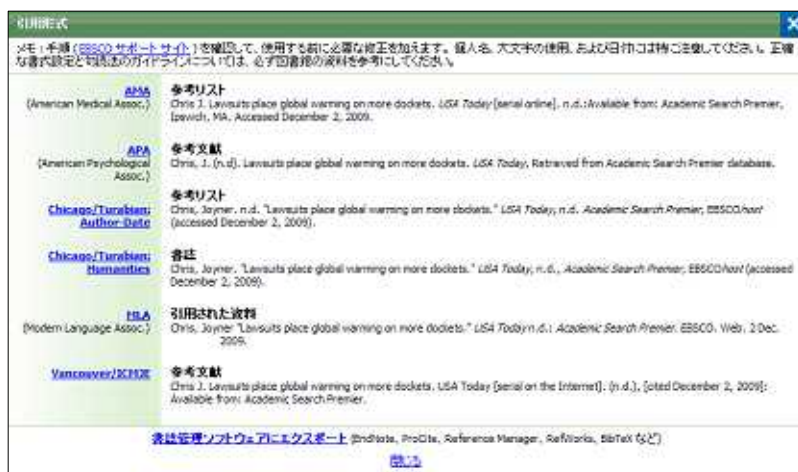 引用形式
メモ : 手順 (EBSCO サポート サイト) を確認して、使用する前に必要な修正を加えます。個人名、大文字の使用、および日付には特に注意してください。正確
な書式設定と句読法のガイドラインについては、必ず図書館の資料を参考にしてください。
AMA
(American Medical Assoc.)
参考リスト
Chris J. Lawsuits place global warming on more dockets. USA Today [serial online]. n.d.:Available from: Academic Search Premier,
Ipswich, MA. Accessed December 2, 2009.
APA
(American Psychological
Assoc.)
参考文献
Chris, J. (n.d). Lawsuits place global warming on more dockets. USA Today, Retrieved from Academic Search Premier database.
Chicago/Turabian:
Author-Date
参考リスト
Chris, Joyner. n.d. "Lawsuits place global warming on more dockets." USA Today, n.d. Academic Search Premier, EBSCOhost
(accessed December 2, 2009).
Chicago/Turabian:
Humanities
書誌
Chris, Joyner. "Lawsuits place global warming on more dockets." USA Today, n.d., Academic Search Premier, EBSCOhost (accessed
December 2, 2009).
MLA
(Modern Language Assoc.)
引用された資料
Chris, Joyner "Lawsuits place global warming on more dockets." USA Today n.d.: Academic Search Premier. EBSCO. Web. 2 Dec.
2009.
Vancouver/ICMJE
参考文献
Chris J. Lawsuits place global warming on more dockets. USA Today [serial on the Internet]. (n.d.), [cited December 2, 2009];
Available from: Academic Search Premier.
書誌管理ソフトウェアにエクスポート (EndNote, ProCite, Reference Manager, RefWorks, BibTeX など)
閉じる